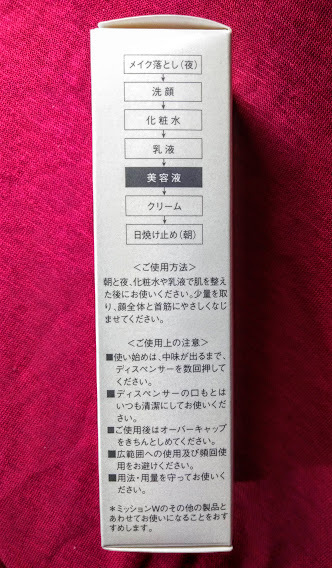 メイク落とし(夜)
洗顔
化粧水
乳液
美容液
クリーム
日焼け止め(朝)
<ご使用方法>
朝と夜、化粧水や乳液で肌を整え
た後にお使いください。少量を取
り、顔全体と首筋にやさしくなじ
ませてください。
<ご使用上の注意>
■使い始めは、中味が出るまで、
ディスペンサーを数回押して
ください。
■ディスペンサーの口もとは
いつも清潔にしてお使いくだ
さい。
■ご使用後はオーバーキャップ
をきちんとしめてください。
■広範囲への使用及び頻回使
用をお避けください。
■用法・用量を守ってお使いく
ださい。
*ミッションWのその他の製品と
あわせてお使いになることをおす
すめします。